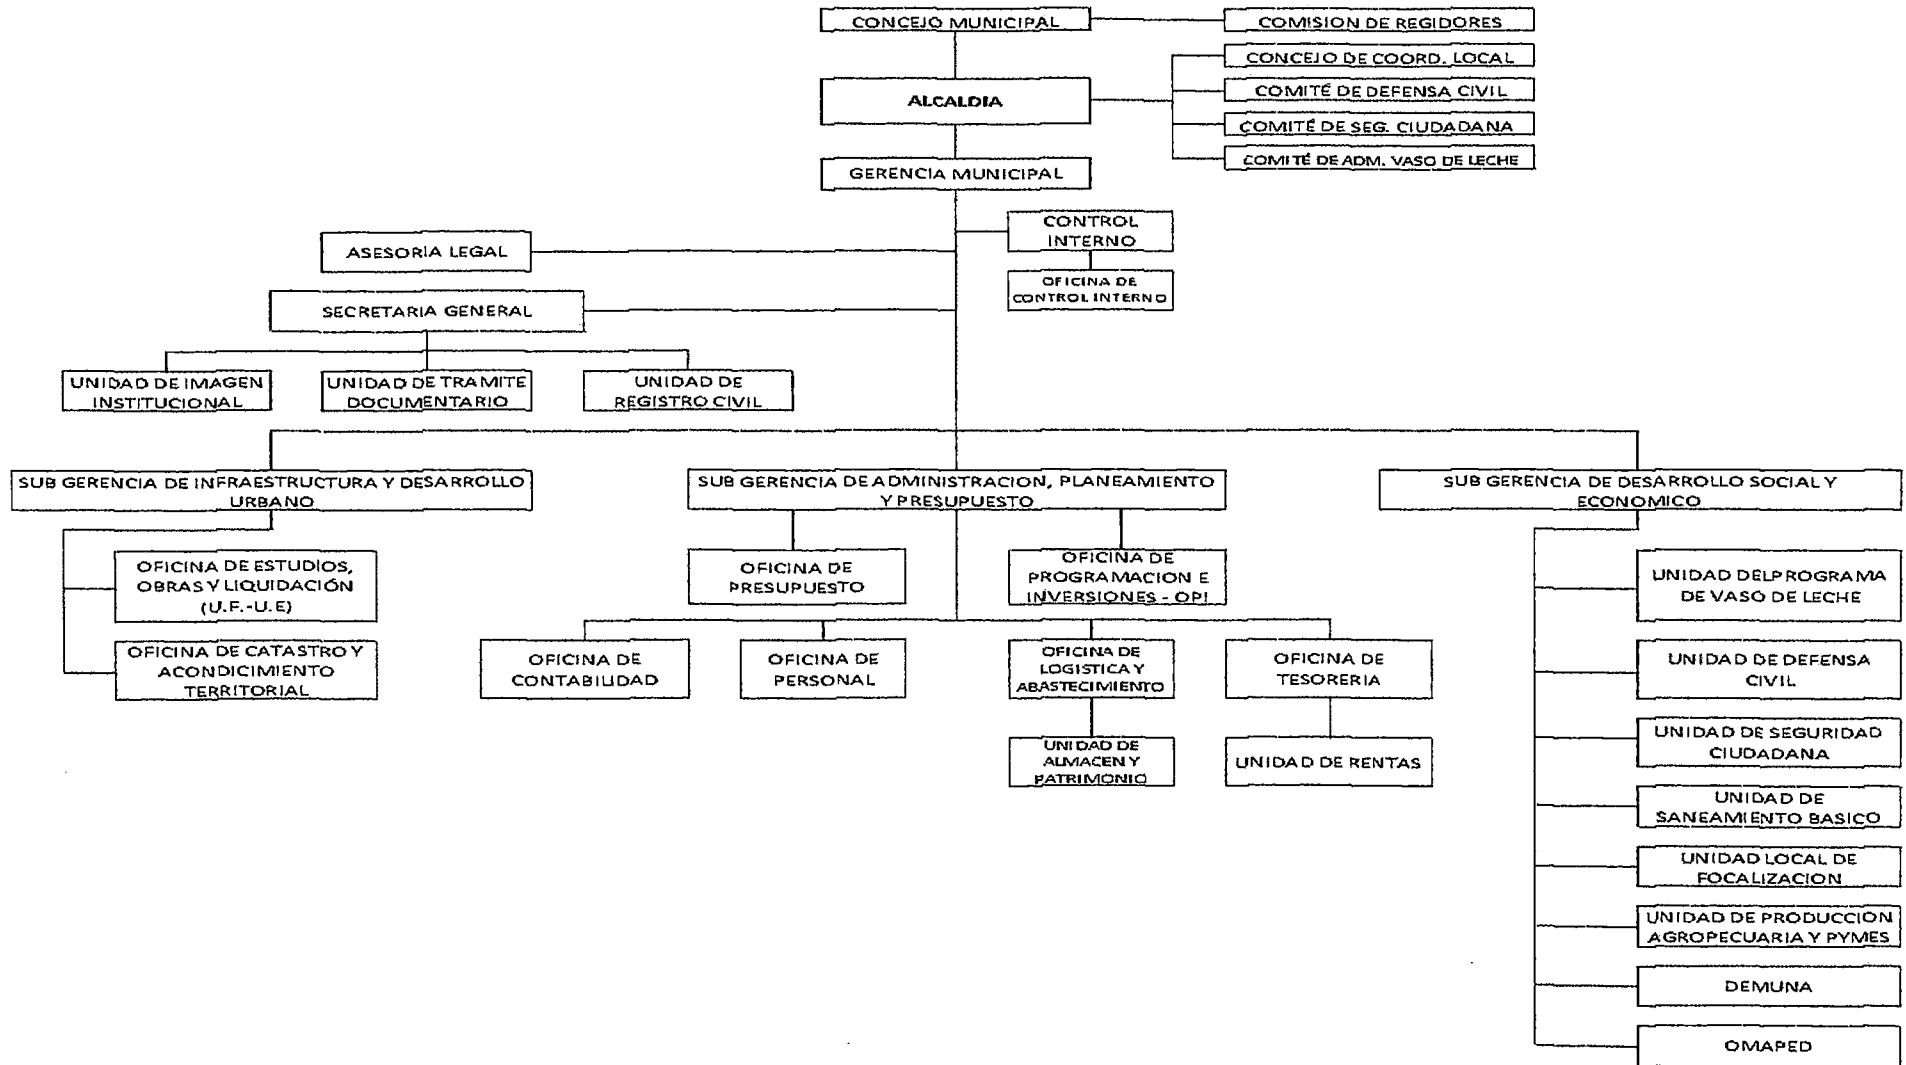 CONCEJO MUNICIPAL
COMISION DE REGIDORES
CONCEJO DE COORD. LOCAL
ALCALDIA
COMITÉ DE DEFENSA CIVIL
COMITÉ DE SEG. CIUDADANA
COMITÉ DE ADM. VASO DE LECHE
GERENCIA MUNICIPAL
CONTROL
INTERNO
ASESORIA LEGAL
OFICINA DE
CONTROL INTERNO
SECRETARIA GENERAL
UNIDAD DE IMAGEN
INSTITUCIONAL
UNIDAD DE TRAMITE
DOCUMENTARIO
UNIDAD DE
REGISTRO CIVIL
SUB GERENCIA DE INFRAESTRUCTURA Y DESARROLLO
URBANO
SUB GERENCIA DE ADMINISTRACION, PLANEAMIENTO
Y PRESUPUESTO
SUB GERENCIA DE DESARROLLO SOCIAL Y
ECONOMICO
OFICINA DE ESTUDIOS,
OBRAS Y LIQUIDACIÓN
(U.F.-U.E)
OFICINA DE CATASTRO Y
ACONDICIMIENTO
TERRITORIAL
OFICINA DE
PRESUPUESTO
OFICINA DE
PROGRAMACION E
INVERSIONES - OPI
OFICINA DE
CONTABILIDAD
OFICINA DE
PERSONAL
OFICINA DE
LOGISTICA Y
ABASTECIMIENTO
OFICINA DE
TESORERIA
UNIDAD DE
ALMACEN Y
PATRIMONIO
UNIDAD DE RENTAS
UNIDAD DEL PROGRAMA
DE VASO DE LECHE
UNIDAD DE DEFENSA
CIVIL
UNIDAD DE SEGURIDAD
CIUDADANA
UNIDAD DE
SANEAMIENTO BASICO
UNIDAD LOCAL DE
FOCALIZACION
UNIDAD DE PRODUCCION
AGROPECUARIA Y PYMES
DEMUNA
OMAPED